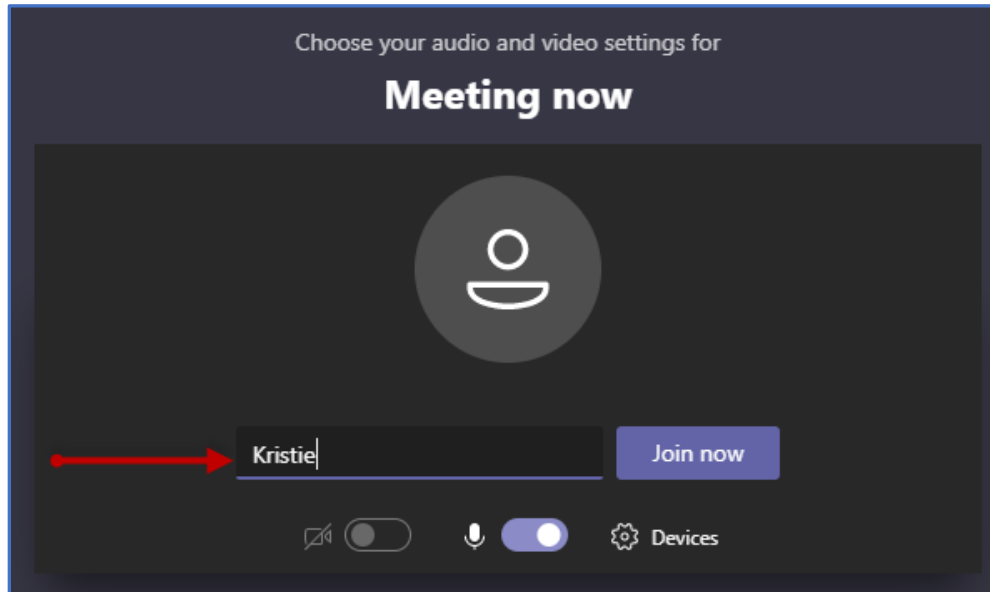 Choose your audio and video settings for
Meeting now
Kristie
Join now
Devices